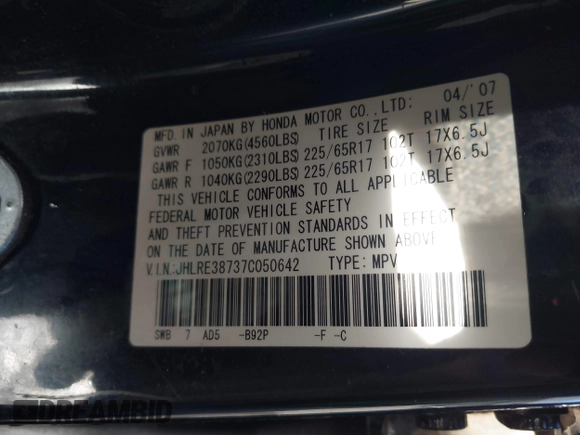 MFD. IN JAPAN BY HONDA MOTOR CO.,LTD: 04/'07
GVWR 2070KG(4560LBS) TIRE SIZE RIM SIZE
GAWR F 1050KG(2310LBS) 225/65R17 102T 17X6.5J
GAWR R 1040KG(2290LBS) 225/65R17 102T 17X6.5J
THIS VEHICLE CONFORMS TO ALL APPLICABLE
FEDERAL MOTOR VEHICLE SAFETY
AND THEFT PREVENTION STANDARDS IN EFFECT
ON THE DATE OF MANUFACTURE SHOWN ABOVE
V.I.N:JHLRE38737C050642 TYPE: MPV
SWB 7 AD5 -B92P -F -C
DREAMBID